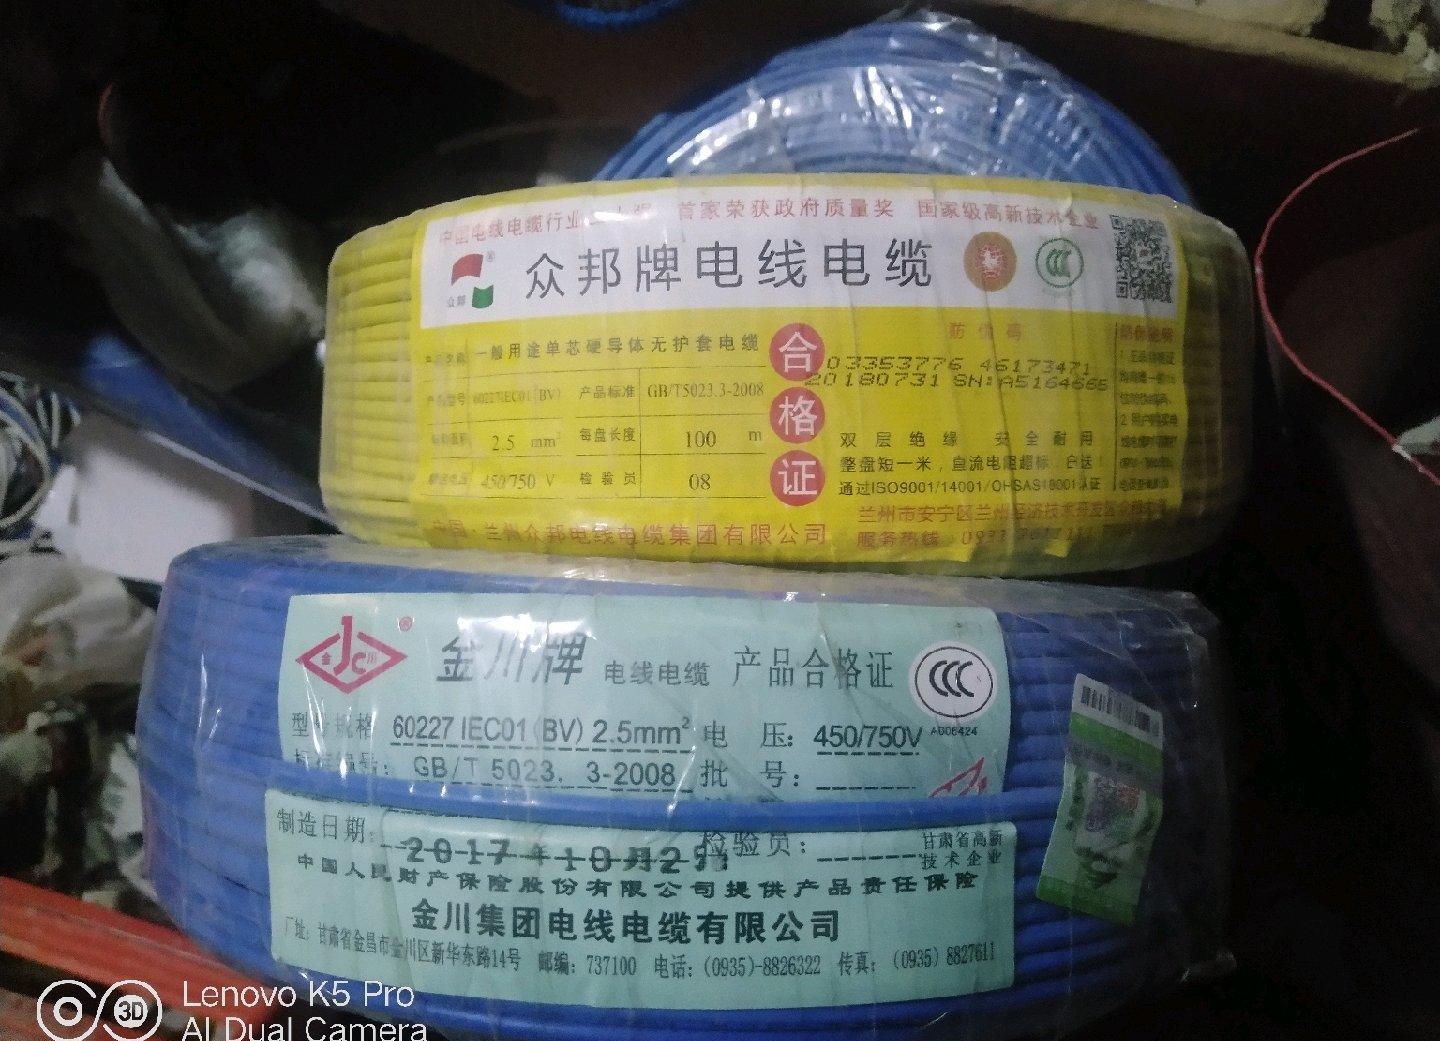 首家荣获政府质量奖 国家级高新技术企业
众邦
众邦牌电线电缆
一般用途单芯硬导体无护套电缆
合格证
防伪码
03353776 46173471
20180731 SN:A5164665
60227IEC01(BV) 产品标准 GB/T5023.3-2008
2.5 mm² 每盘长度 100 m
450/750 V 检验员 08
双层绝缘 安全耐用
整盘短一米，直流电阻超标，白送
通过ISO9001/14001/OHSAS18001认证
中国·兰州众邦电线电缆集团有限公司
服务热线
金JC川
金川牌 电线电缆 产品合格证
CCC
A006424
60227 IEC01(BV) 2.5mm² 电压: 450/750V
GB/T 5023.3-2008 批号:
制造日期: 2017年10月2 检验员:
甘肃省高新
技术企业
中国人民财产保险股份有限公司提供产品责任保险
金川集团电线电缆有限公司
厂址: 甘肃省金昌市金川区新华东路14号 邮编: 737100 电话: (0935)-8826322 传真: (0935) 8827611
3D
Lenovo K5 Pro
AI Dual Camera